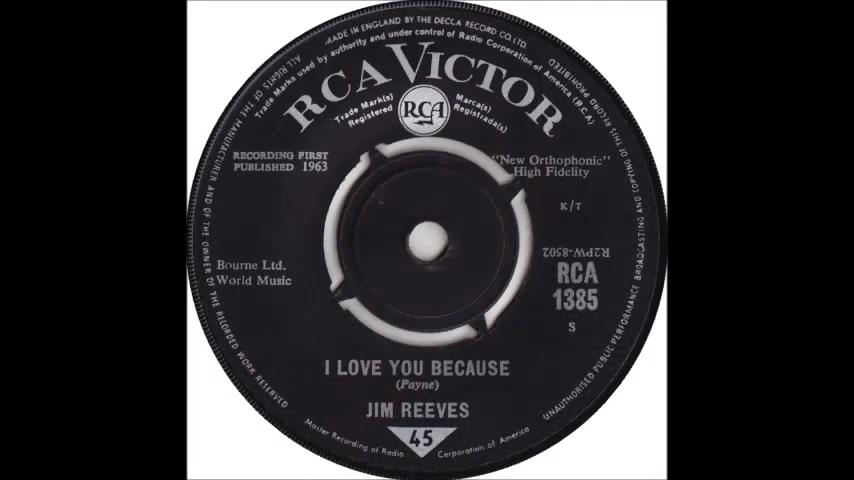 MADE IN ENGLAND BY THE DECCA RECORD CO. LTD.
Trade Marks used by authority and under control of Radio Corporation of America (R.C.A.)
ALL RIGHTS OF THE MANUFACTURER AND OF THE OWNER OF THE RECORDED WORK RESERVED
UNAUTHORISED PUBLIC PERFORMANCE BROADCASTING AND COPYING OF THIS RECORD PROHIBITED
RCA VICTOR
Trade Mark(s)
Registered
RCA
Marca(s)
Registrada(s)
RECORDING FIRST
PUBLISHED 1963
"New Orthophonic"
High Fidelity
K/T
Bourne Ltd.
World Music
R2PW-8502
RCA
1385
S
I LOVE YOU BECAUSE
(Payne)
JIM REEVES
45
Master Recording of Radio Corporation of America